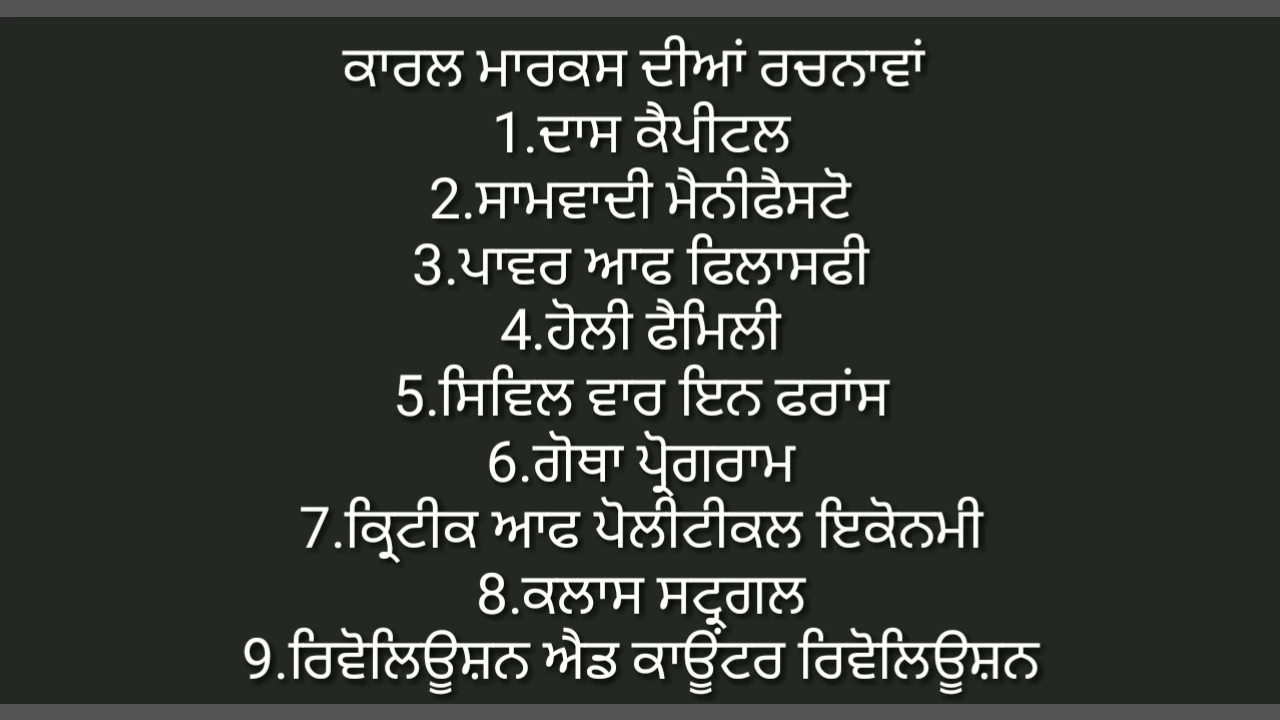 ਕਾਰਲ ਮਾਰਕਸ ਦੀਆਂ ਰਚਨਾਵਾਂ
1.ਦਾਸ ਕੈਪੀਟਲ
2.ਸਾਮਵਾਦੀ ਮੈਨੀਫੈਸਟੋ
3.ਪਾਵਰ ਆਫ ਫਿਲਾਸਫੀ
4.ਹੋਲੀ ਫੈਮਿਲੀ
5.ਸਿਵਿਲ ਵਾਰ ਇਨ ਫਰਾਂਸ
6.ਗੋਥਾ ਪ੍ਰੋਗਰਾਮ
7.ਕ੍ਰਿਟੀਕ ਆਫ ਪੋਲੀਟੀਕਲ ਇਕੋਨਮੀ
8.ਕਲਾਸ ਸਟ੍ਰਗਲ
9.ਰਿਵੋਲਿਊਸ਼ਨ ਐਡ ਕਾਊਂਟਰ ਰਿਵੋਲਿਊਸ਼ਨ